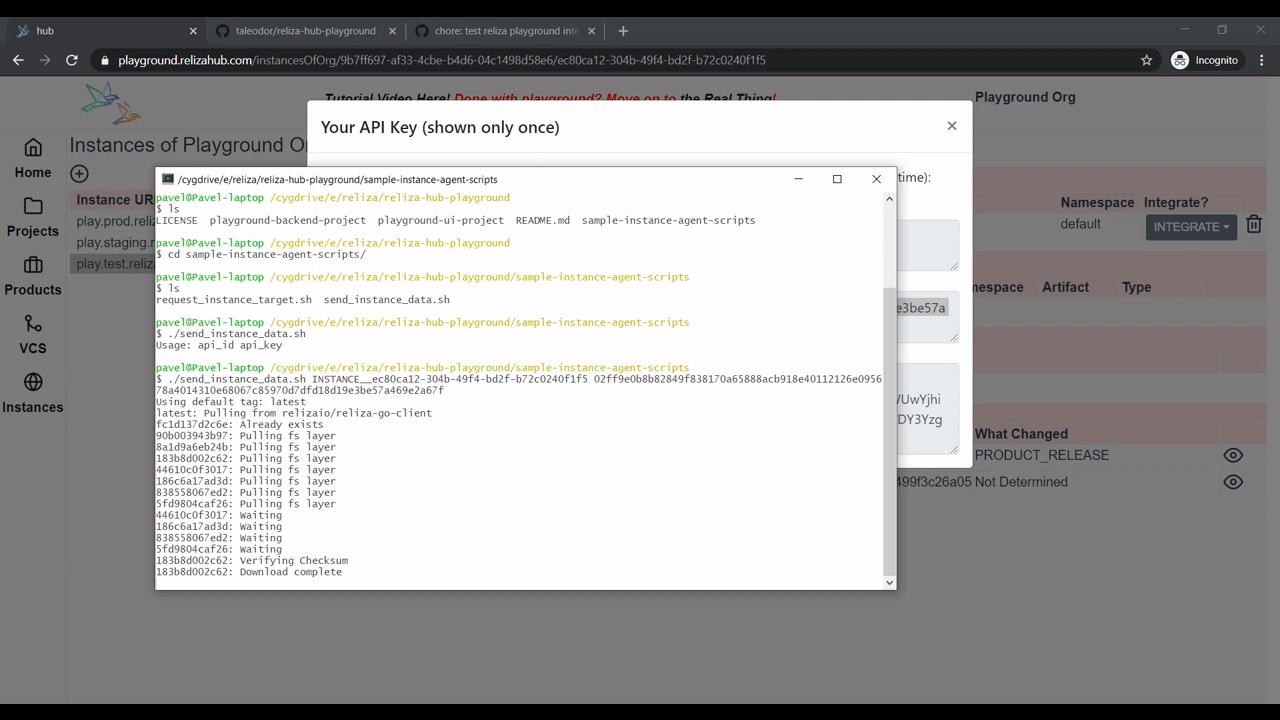 hub
taleodor/reliza-hub-playground
chore: test reliza playground inte
playground.relizahub.com/instancesOfOrg/9b7ff697-af33-4cbe-b4d6-04c1498d58e6/ec80ca12-304b-49f4-bd2f-b72c0240f1f5
Incognito
Tutorial Video Here! Done with playground? Move on to the Real Thing!
Playground Org
Your API Key (shown only once)
Home
Projects
Products
VCS
Instances
Instances of Playground O
Instance UR
play.prod.reliz
play.staging.r
play.test.reliz
time):
Namespace Integrate?
default
INTEGRATE
mespace Artifact Type
e3be57a
WUwYjhi
DY3Yzg
What Changed
PRODUCT_RELEASE
499f3c26a05 Not Determined
/cygdrive/e/reliza/reliza-hub-playground/sample-instance-agent-scripts
pavel@Pavel-laptop /cygdrive/e/reliza/reliza-hub-playground
$ ls
LICENSE playground-backend-project playground-ui-project README.md sample-instance-agent-scripts
pavel@Pavel-laptop /cygdrive/e/reliza/reliza-hub-playground
$ cd sample-instance-agent-scripts/
pavel@Pavel-laptop /cygdrive/e/reliza/reliza-hub-playground/sample-instance-agent-scripts
$ ls
request_instance_target.sh send_instance_data.sh
pavel@Pavel-laptop /cygdrive/e/reliza/reliza-hub-playground/sample-instance-agent-scripts
$ ./send_instance_data.sh
Usage: api_id api_key
pavel@Pavel-laptop /cygdrive/e/reliza/reliza-hub-playground/sample-instance-agent-scripts
$ ./send_instance_data.sh INSTANCE__ec80ca12-304b-49f4-bd2f-b72c0240f1f5 02ff9e0b8b82849f838170a65888acb918e40112126e0956
78a4014310e68067c85970d7dfd18d19e3be57a469e2a67f
Using default tag: latest
latest: Pulling from relizaio/reliza-go-client
fc1d137d2c6e: Already exists
90b003943b97: Pulling fs layer
8a1d9a6eb24b: Pulling fs layer
183b8d002c62: Pulling fs layer
44610c0f3017: Pulling fs layer
186c6a17ad3d: Pulling fs layer
838558067ed2: Pulling fs layer
5fd9804caf26: Pulling fs layer
44610c0f3017: Waiting
186c6a17ad3d: Waiting
838558067ed2: Waiting
5fd9804caf26: Waiting
183b8d002c62: Verifying Checksum
183b8d002c62: Download complete